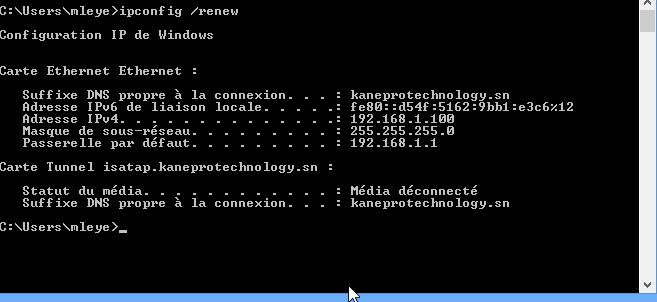 C:\Users\mleye>ipconfig /renew
Configuration IP de Windows
Carte Ethernet Ethernet :
Suffixe DNS propre à la connexion. . . : kaneprotechnology.sn
Adresse IPv6 de liaison locale. . . . .: fe80::d54f:5162:9bb1:e3c6%12
Adresse IPv4. . . . . . . . . . . . . .: 192.168.1.100
Masque de sous-réseau. . . . . . . . . : 255.255.255.0
Passerelle par défaut. . . . . . . . . : 192.168.1.1
Carte Tunnel isatap.kaneprotechnology.sn :
Statut du média. . . . . . . . . . . . : Média déconnecté
Suffixe DNS propre à la connexion. . . : kaneprotechnology.sn
C:\Users\mleye>_